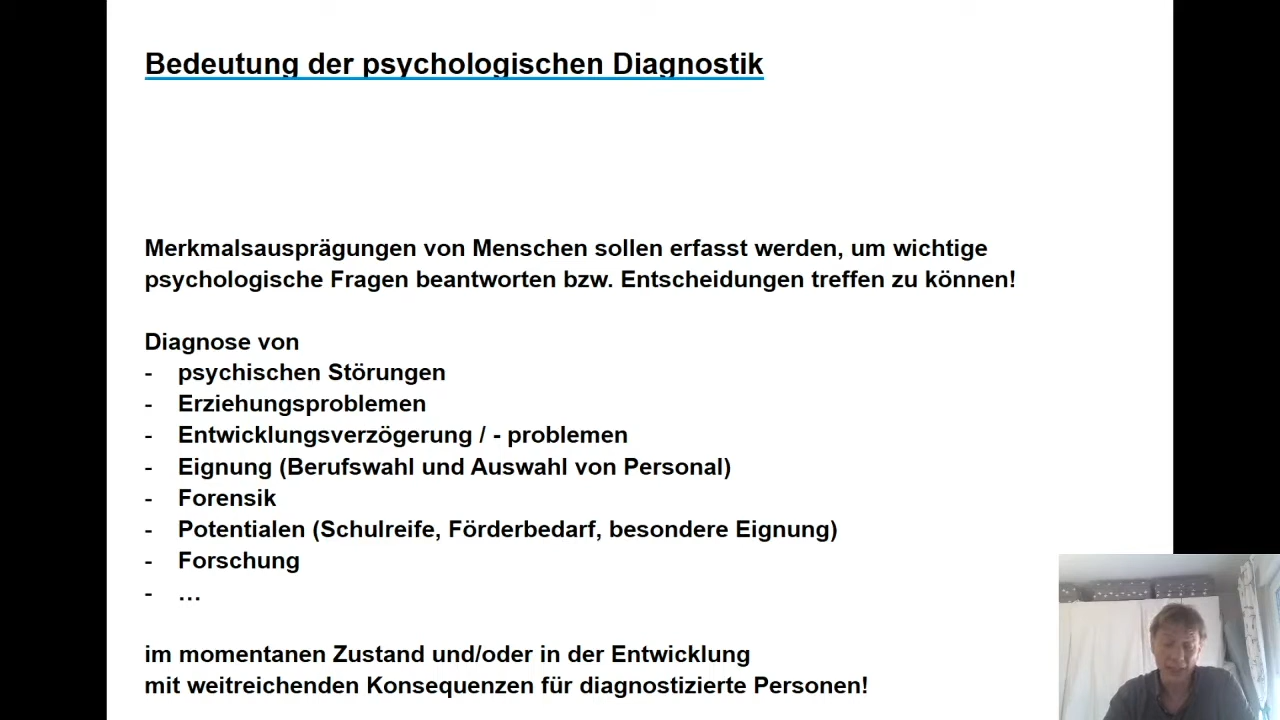 Bedeutung der psychologischen Diagnostik
Merkmalsausprägungen von Menschen sollen erfasst werden, um wichtige
psychologische Fragen beantworten bzw. Entscheidungen treffen zu können!
Diagnose von
- psychischen Störungen
- Erziehungsproblemen
- Entwicklungsverzögerung / - problemen
- Eignung (Berufswahl und Auswahl von Personal)
- Forensik
- Potentialen (Schulreife, Förderbedarf, besondere Eignung)
- Forschung
- …
im momentanen Zustand und/oder in der Entwicklung
mit weitreichenden Konsequenzen für diagnostizierte Personen!